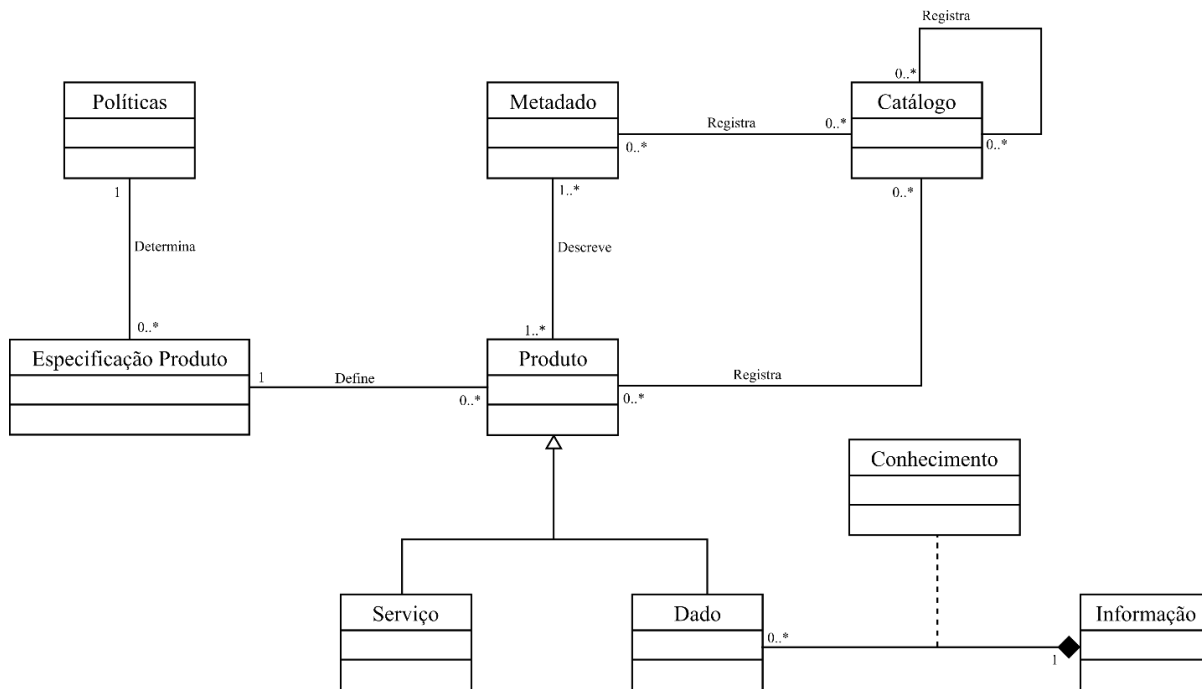 Registra
0..*
Políticas
Metadado
Catálogo
Registra
0..*
0..*
0..*
1
1..*
0..*
Determina
Descreve
0..*
1..*
Especificação Produto
Produto
1
Define
0..*
0..*
Registra
Conhecimento
Serviço
Dado
Informação
0..*
1